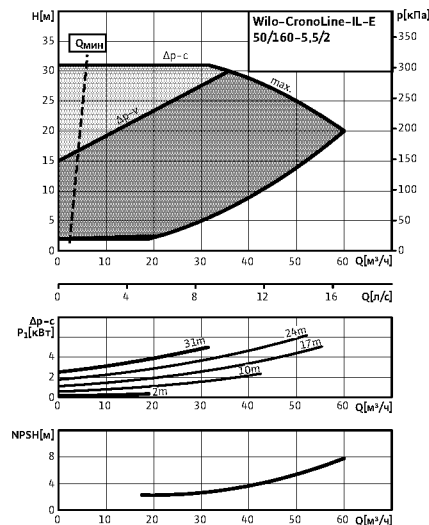 H[м]
p[кПа]
Wilo-CronoLine-IL-E
50/160-5,5/2
Qмин
Δp-c
max.
Δp-v
35
30
25
20
15
10
5
0
350
300
250
200
150
100
50
0
0 10 20 30 40 50 60 Q[м³/ч]
0 4 8 12 16 Q[л/с]
Δp-c
P₁[кВт]
31m
24m
17m
10m
2m
4
2
0
0 10 20 30 40 50 60 Q[м³/ч]
NPSH[м]
8
4
0
0 10 20 30 40 50 60 Q[м³/ч]